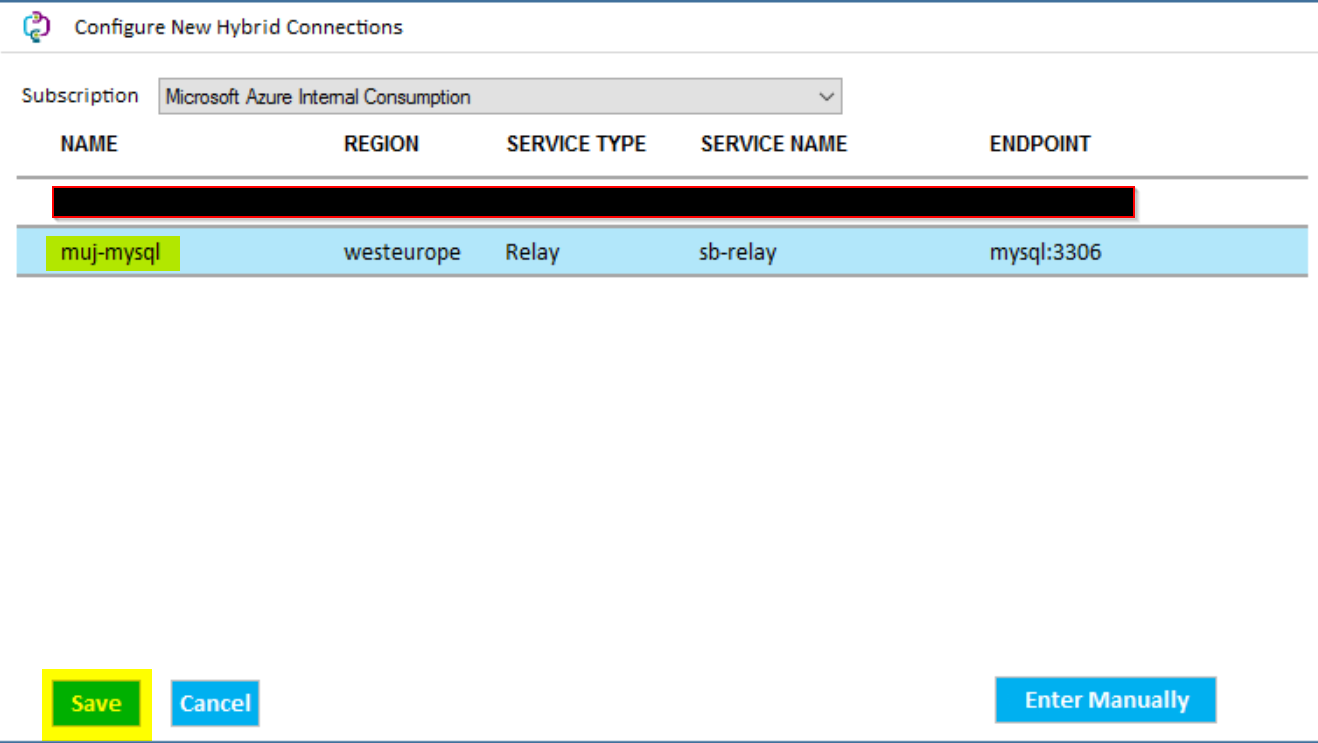 Configure New Hybrid Connections
Subscription Microsoft Azure Internal Consumption
NAME REGION SERVICE TYPE SERVICE NAME ENDPOINT
muj-mysql westeurope Relay sb-relay mysql:3306
Save Cancel Enter Manually